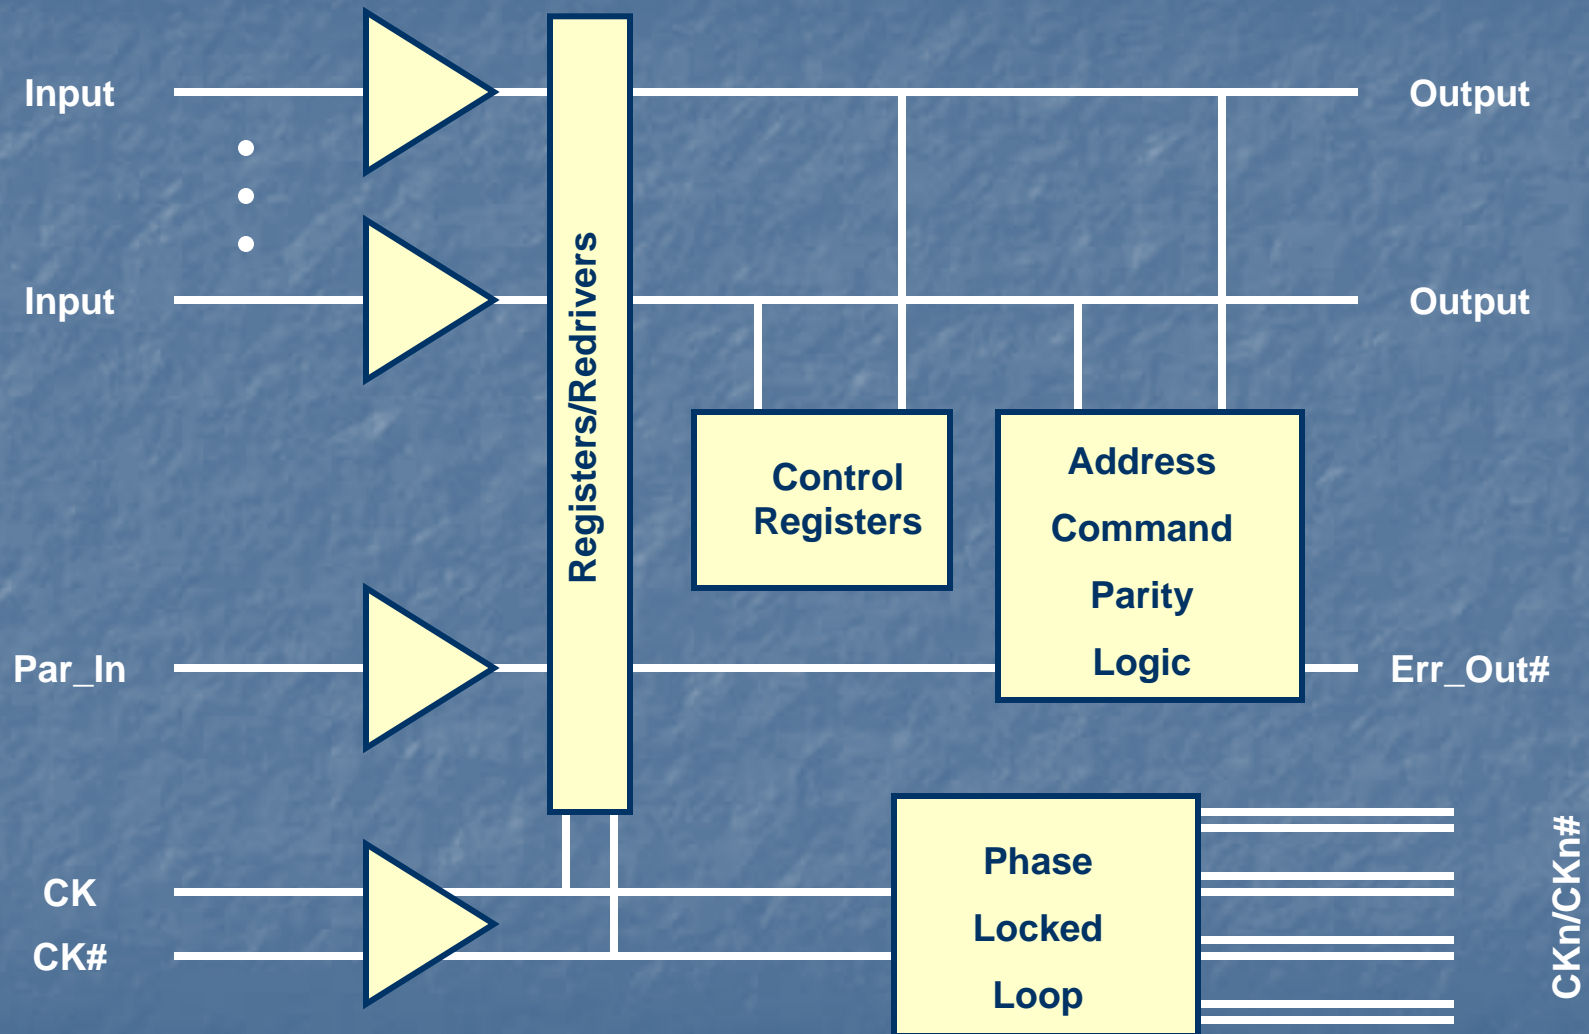 Input
Output
Input
Output
Registers/Redrivers
Control
Registers
Address
Command
Parity
Logic
Par_In
Err_Out#
CK
CK#
Phase
Locked
Loop
CKn/CKn#